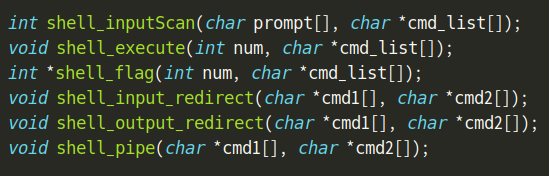 int shell_inputScan(char prompt[], char *cmd_list[]);
void shell_execute(int num, char *cmd_list[]);
int *shell_flag(int num, char *cmd_list[]);
void shell_input_redirect(char *cmd1[], char *cmd2[]);
void shell_output_redirect(char *cmd1[], char *cmd2[]);
void shell_pipe(char *cmd1[], char *cmd2[]);